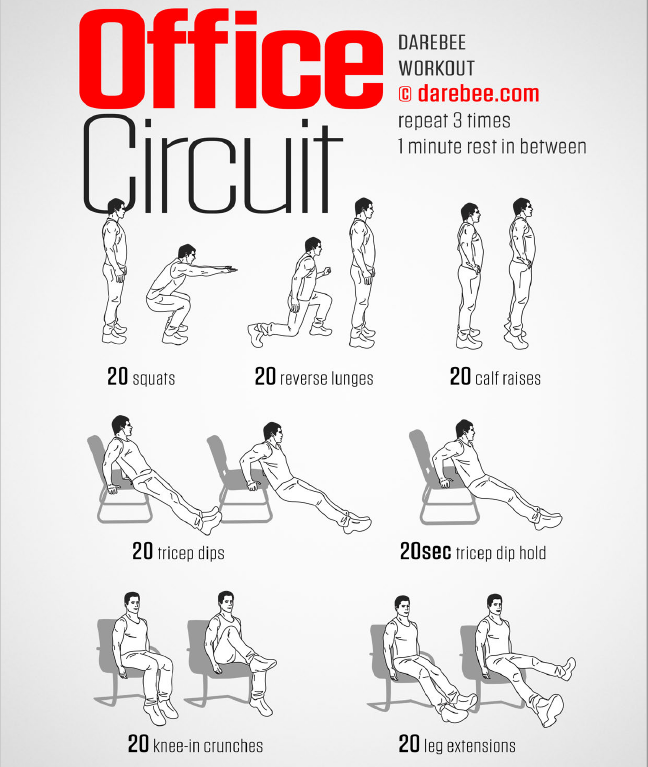 Office
Circuit
DAREBEE
WORKOUT
© darebee.com
repeat 3 times
1 minute rest in between
20 squats
20 reverse lunges
20 calf raises
20 tricep dips
20sec tricep dip hold
20 knee-in crunches
20 leg extensions